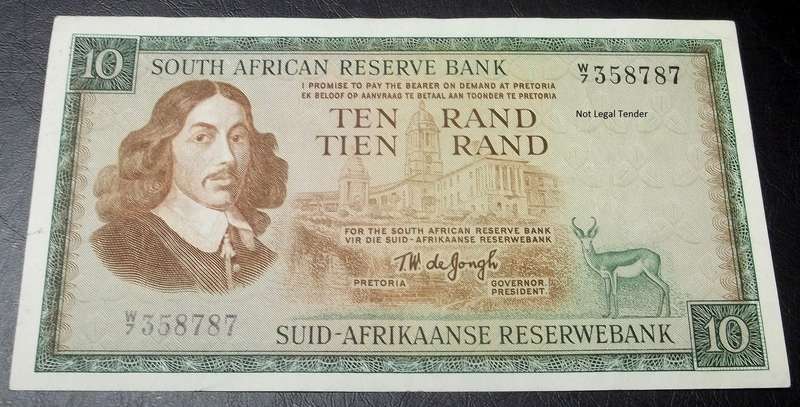 10
SOUTH AFRICAN RESERVE BANK
W/7 358787
I PROMISE TO PAY THE BEARER ON DEMAND AT PRETORIA
EK BELOOF OP AANVRAAG TE BETAAL AAN TOONDER TE PRETORIA
Not Legal Tender
TEN RAND
TIEN RAND
FOR THE SOUTH AFRICAN RESERVE BANK
VIR DIE SUID-AFRIKAANSE RESERWEBANK
T.W. de Jongh
PRETORIA
GOVERNOR.
PRESIDENT.
W/7 358787
SUID-AFRIKAANSE RESERWEBANK
10